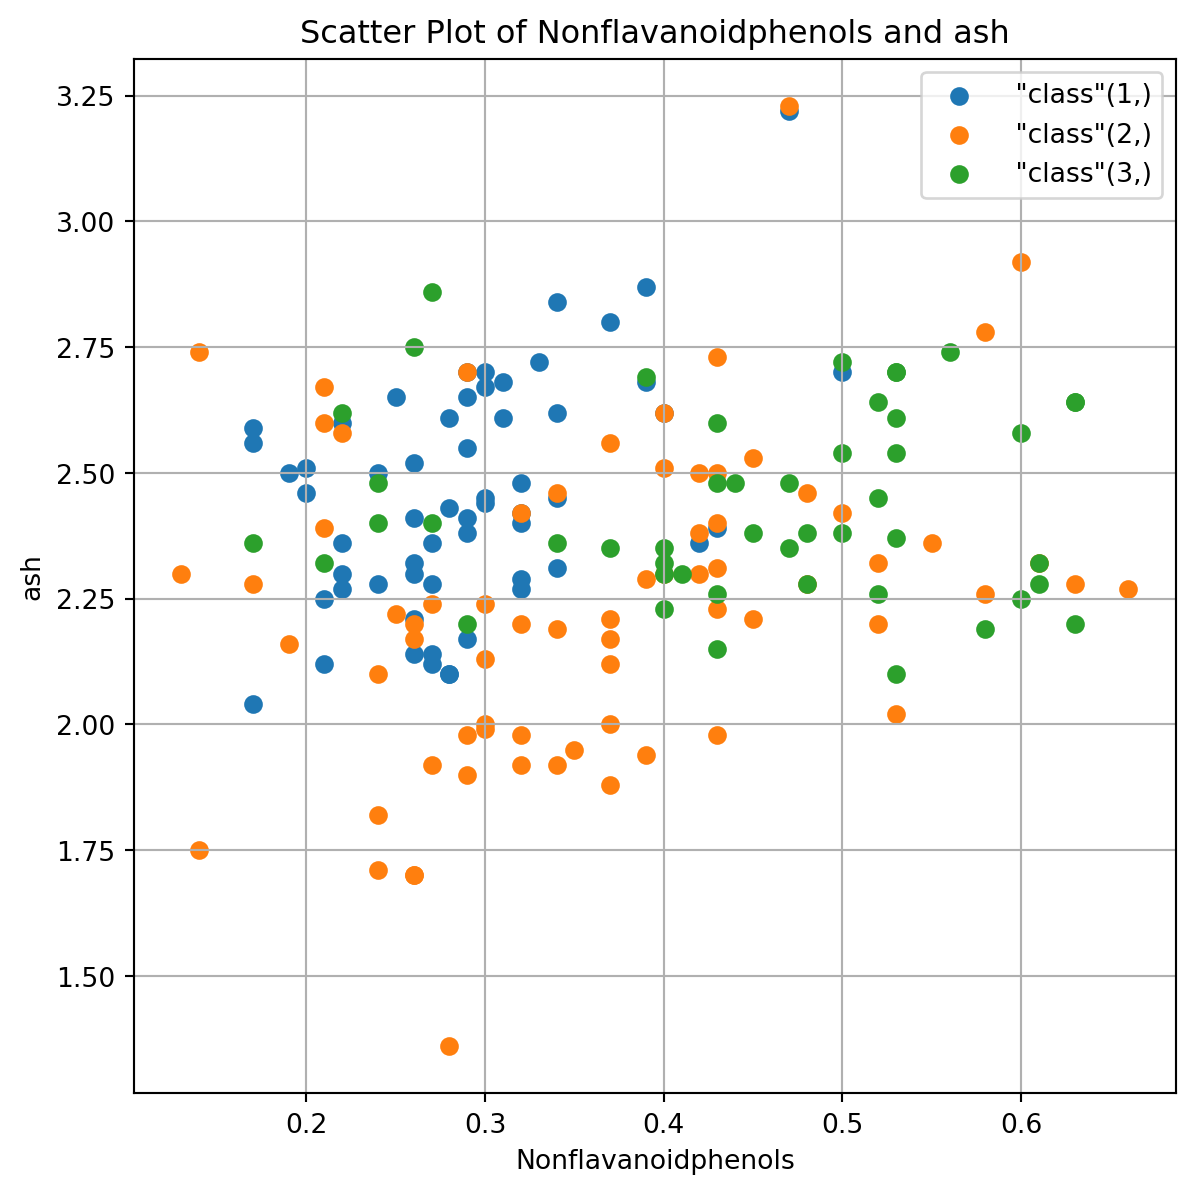 Scatter Plot of Nonflavanoidphenols and ash
"class"(1,)
"class"(2,)
"class"(3,)
3.25
3.00
2.75
2.50
2.25
2.00
1.75
1.50
ash
0.2 0.3 0.4 0.5 0.6
Nonflavanoidphenols